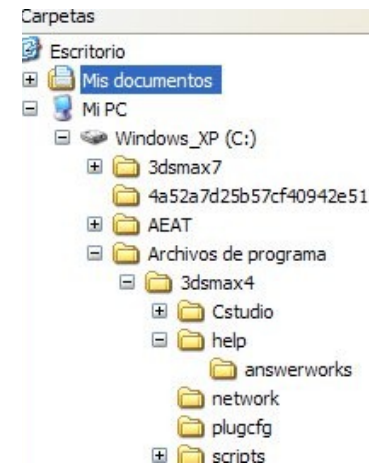 Carpetas
Escritorio
Mis documentos
Mi PC
Windows_XP (C:)
3dsmax7
4a52a7d25b57cf40942e51
AEAT
Archivos de programa
3dsmax4
Cstudio
help
answerworks
network
plugcfg
scripts